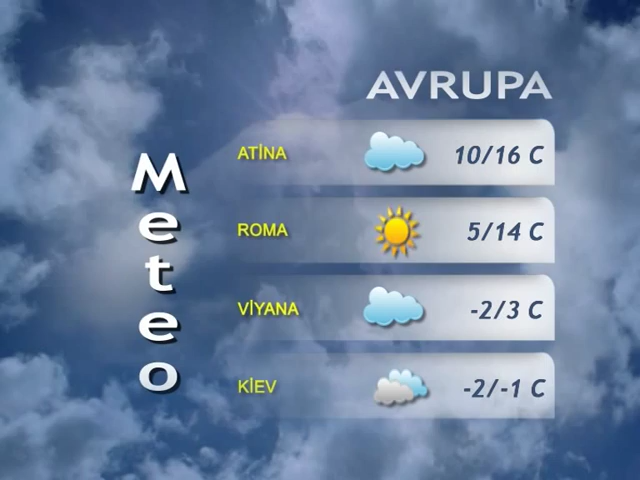 AVRUPA
Meteo
ATİNA 10/16 C
ROMA 5/14 C
VİYANA -2/3 C
KİEV -2/-1 C